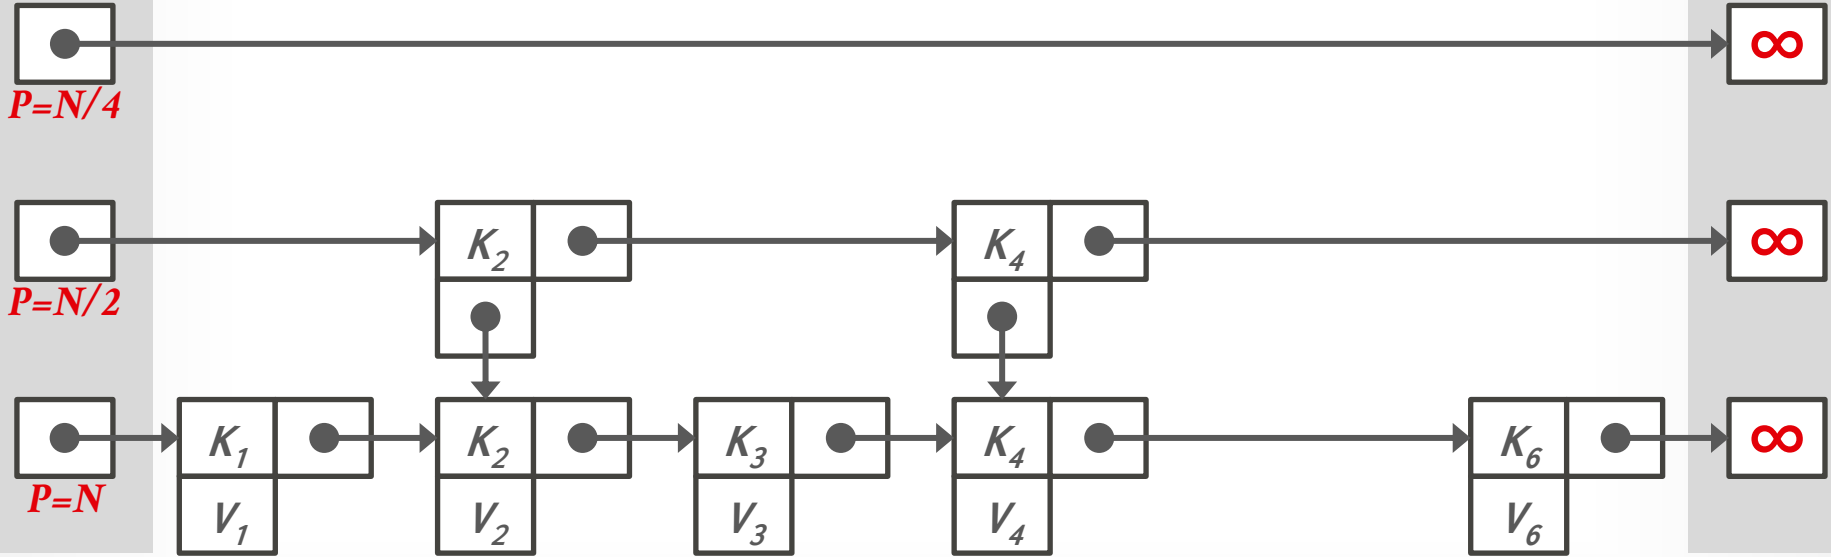 ∞
P=N/4
K2 K4 ∞
P=N/2
K1 K2 K3 K4 K6 ∞
P=N
V1 V2 V3 V4 V6